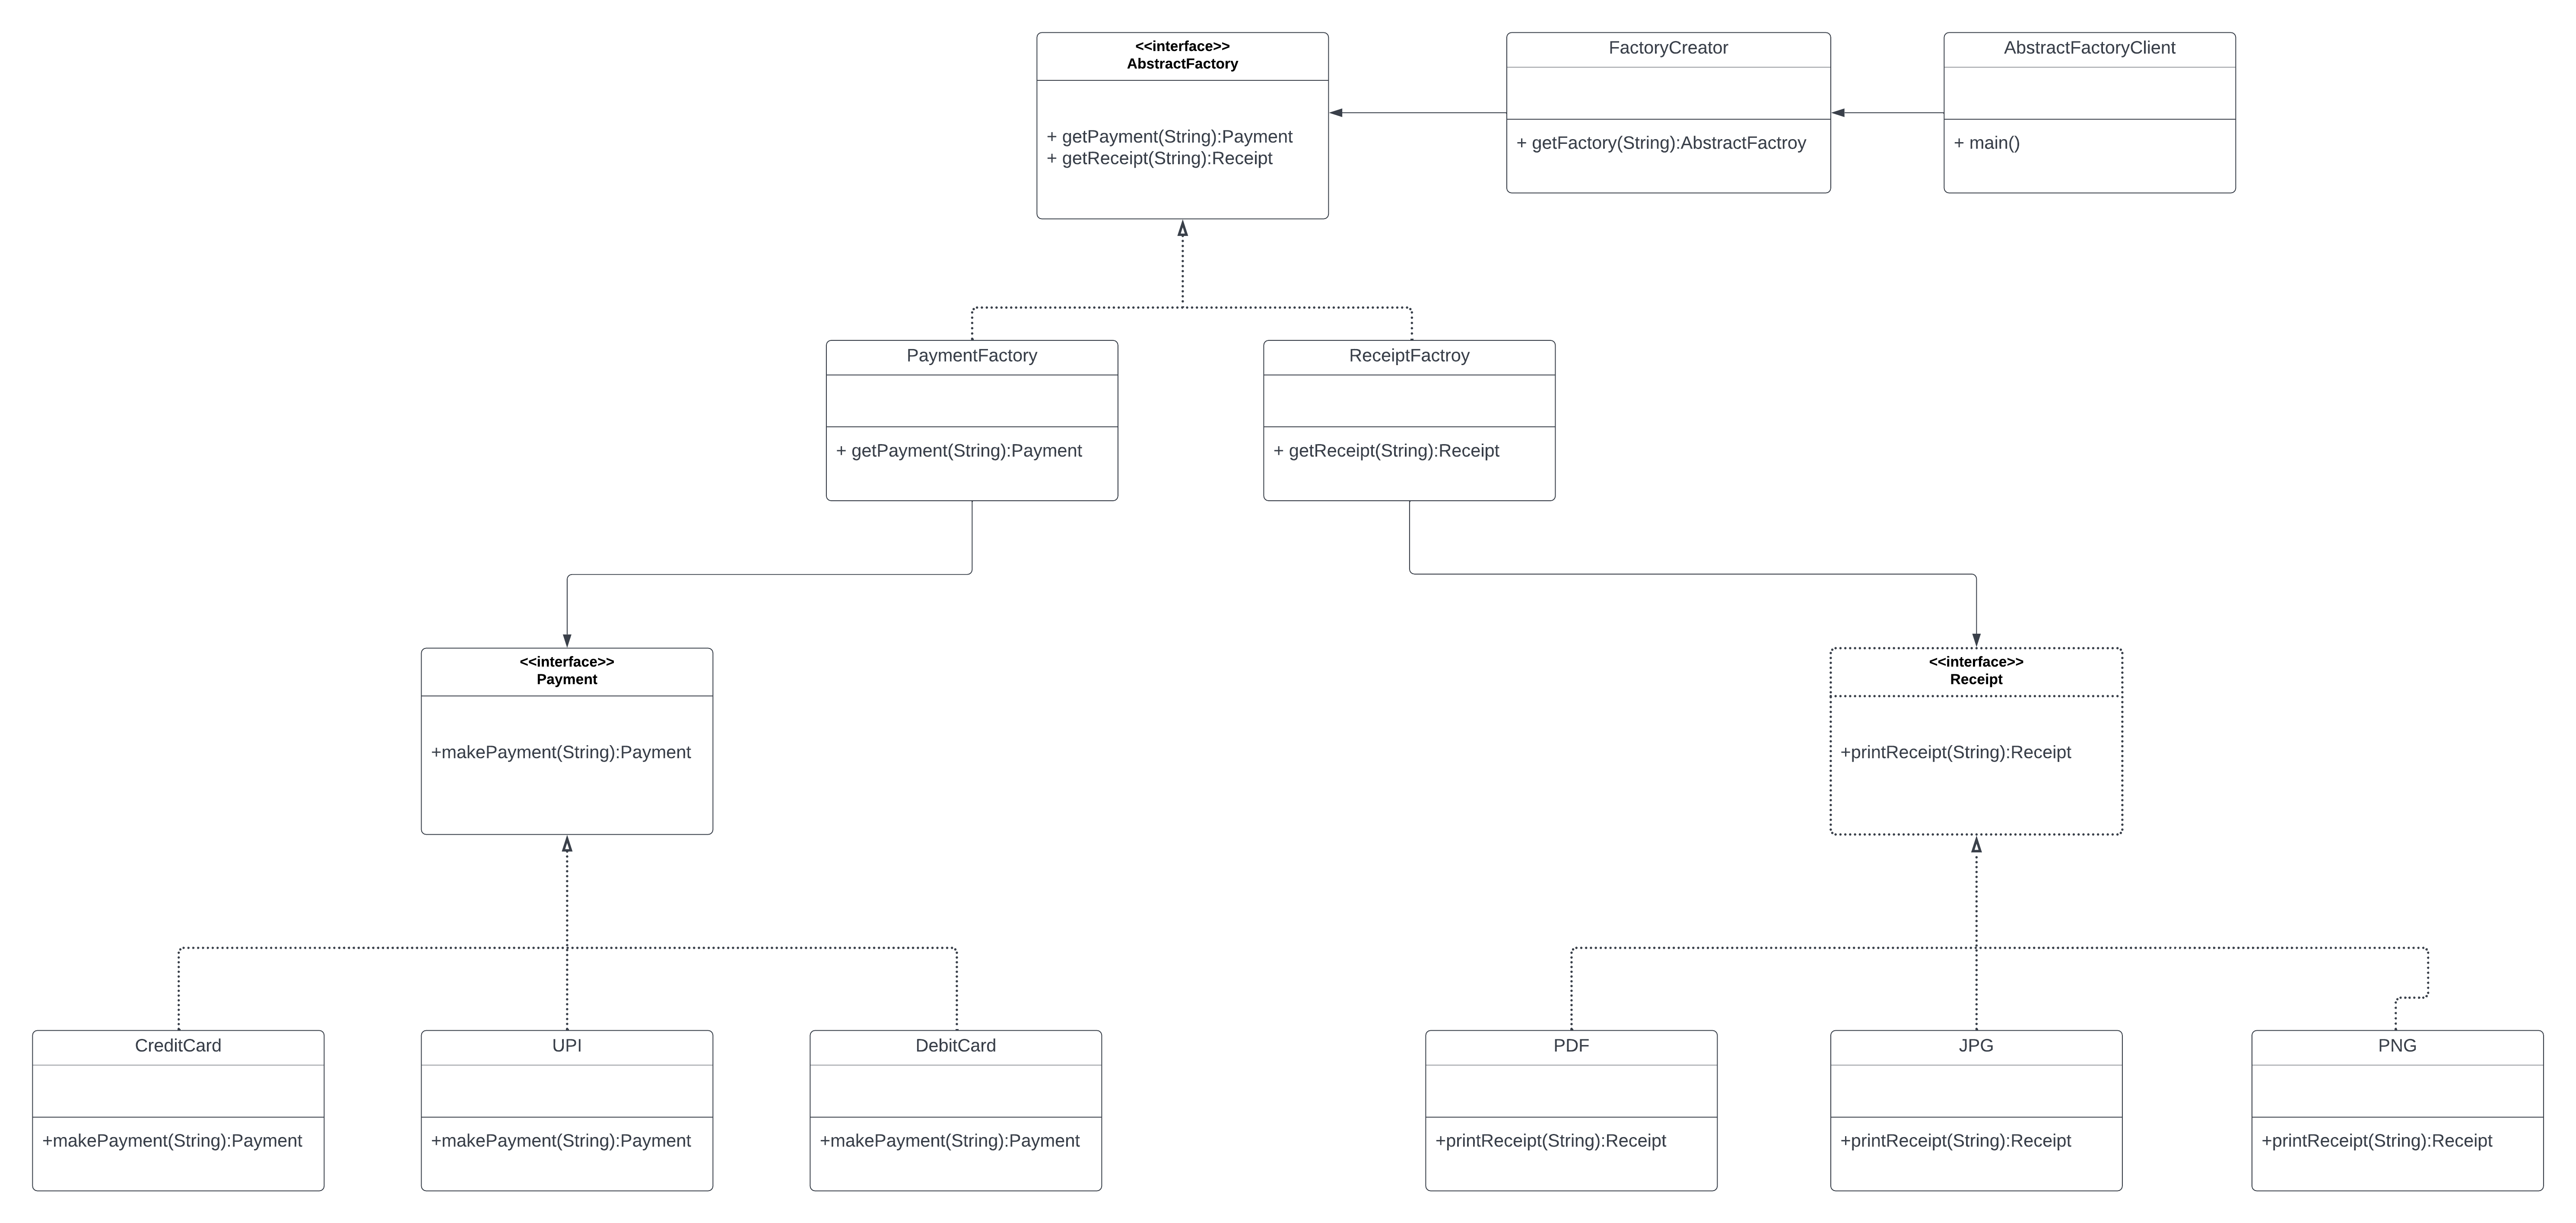 <<interface>>
AbstractFactory
+ getPayment(String):Payment
+ getReceipt(String):Receipt
FactoryCreator
+ getFactory(String):AbstractFactroy
AbstractFactoryClient
+ main()
PaymentFactory
+ getPayment(String):Payment
ReceiptFactroy
+ getReceipt(String):Receipt
<<interface>>
Payment
+makePayment(String):Payment
<<interface>>
Receipt
+printReceipt(String):Receipt
CreditCard
+makePayment(String):Payment
UPI
+makePayment(String):Payment
DebitCard
+makePayment(String):Payment
PDF
+printReceipt(String):Receipt
JPG
+printReceipt(String):Receipt
PNG
+printReceipt(String):Receipt